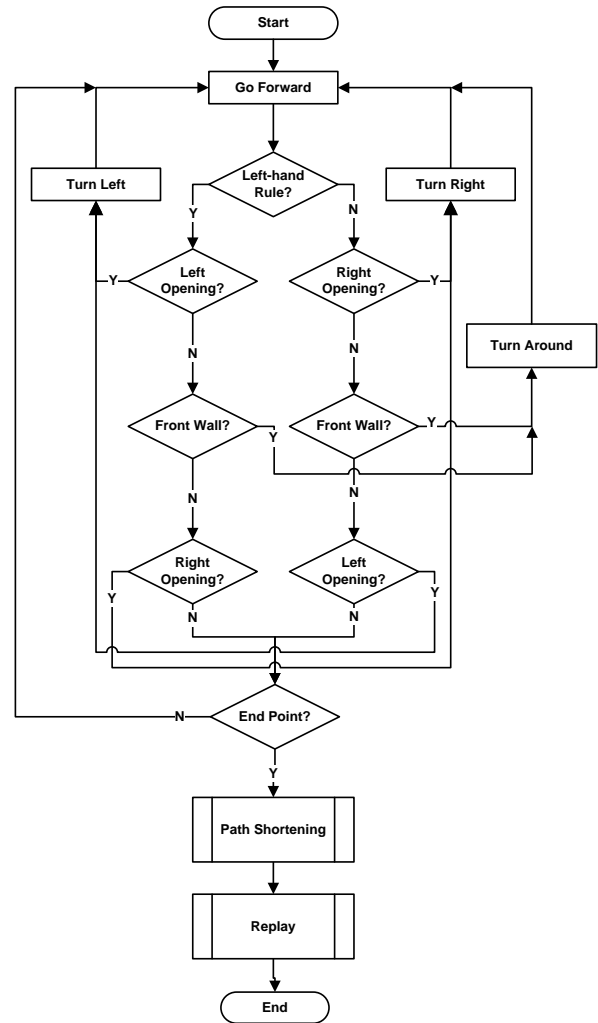 Start
Go Forward
Left-hand
Rule?
Turn Left
Turn Right
Y
N
Left
Opening?
Right
Opening?
Y
Y
Turn Around
N
N
Front Wall?
Front Wall?
Y
Y
N
N
Right
Opening?
Left
Opening?
Y
Y
N
N
End Point?
N
Y
Path Shortening
Replay
End